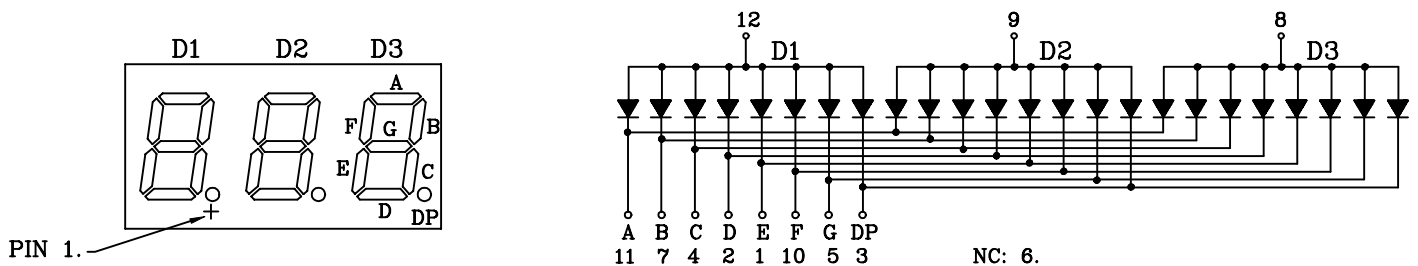 D1 D2 D3
A
F G B
E C
D DP
PIN 1.
12 9 8
D1 D2 D3
A B C D E F G DP
11 7 4 2 1 10 5 3 NC: 6.